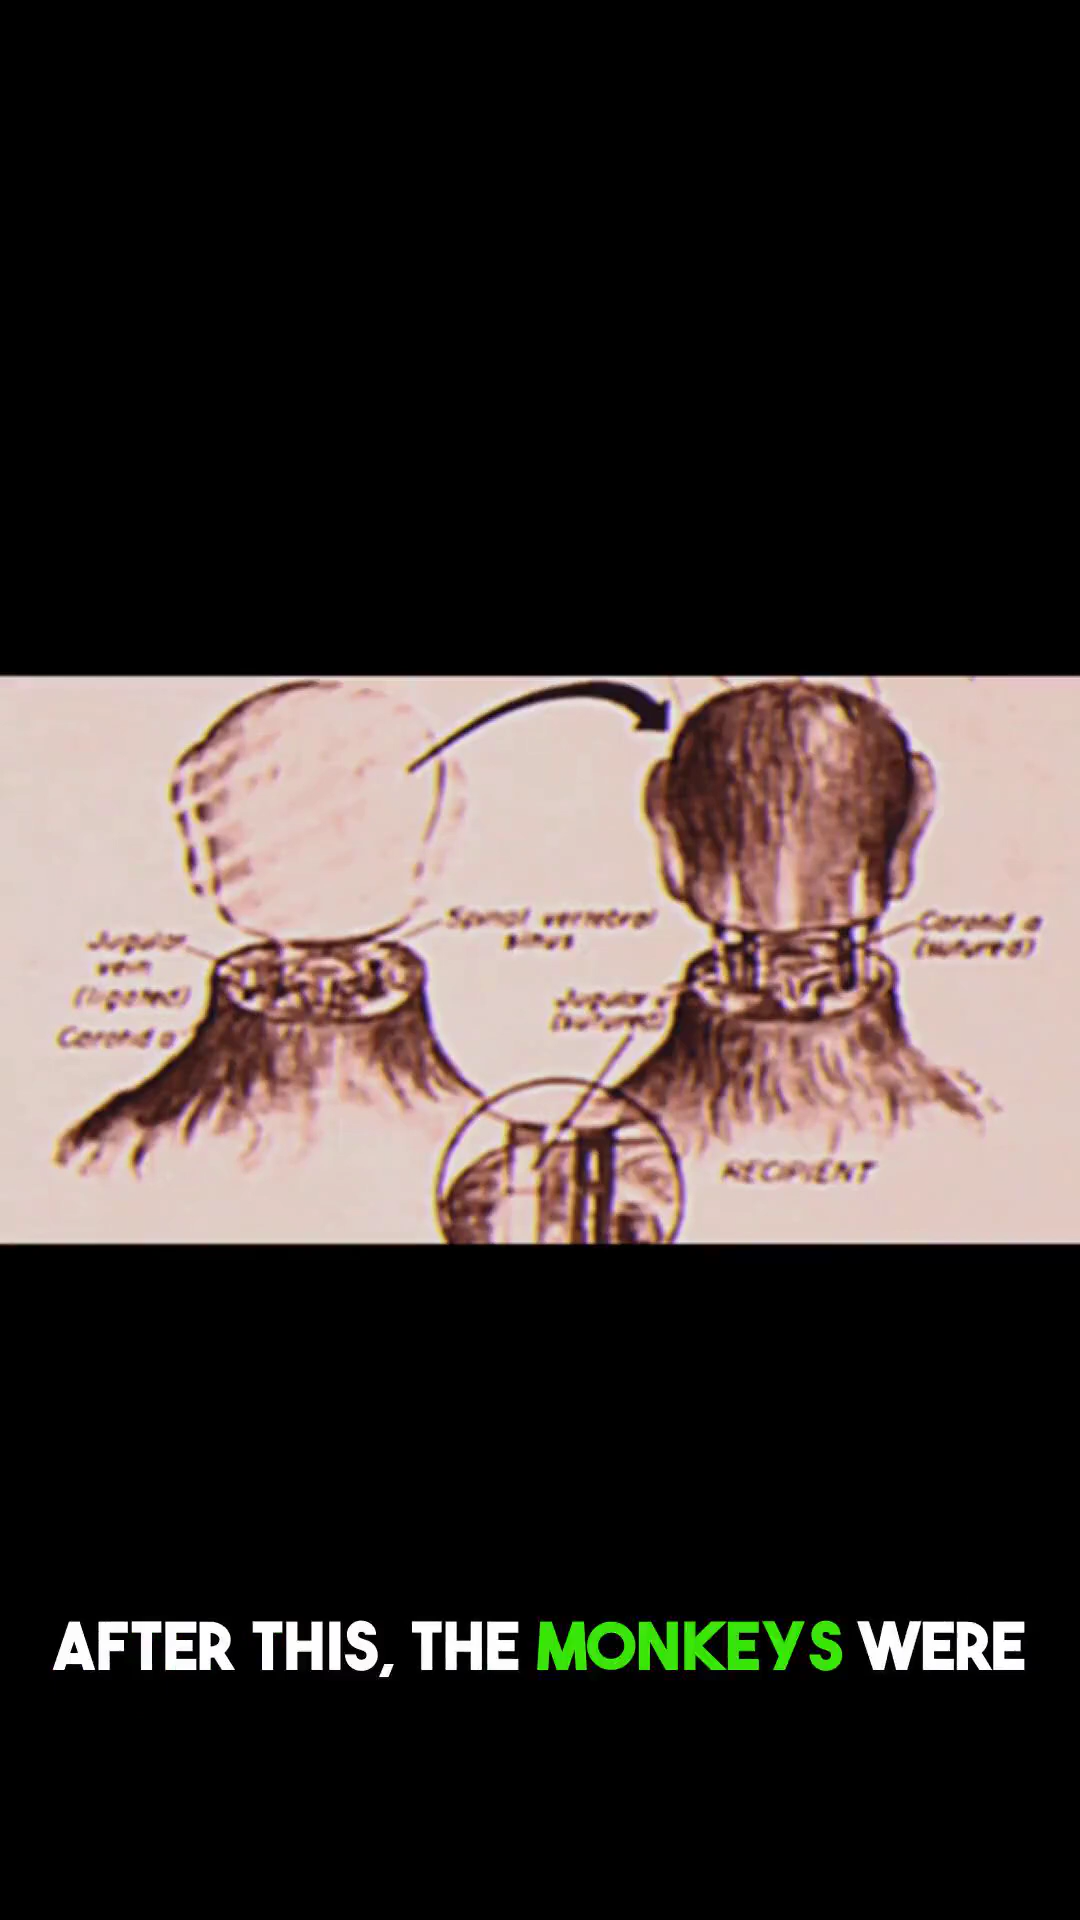 Spinal vertebral
sinus
Jugular
vein
(ligated)
Carotid a
Carotid a
(sutured)
Jugular v
(sutured)
RECIPIENT
AFTER THIS, THE MONKEYS WERE